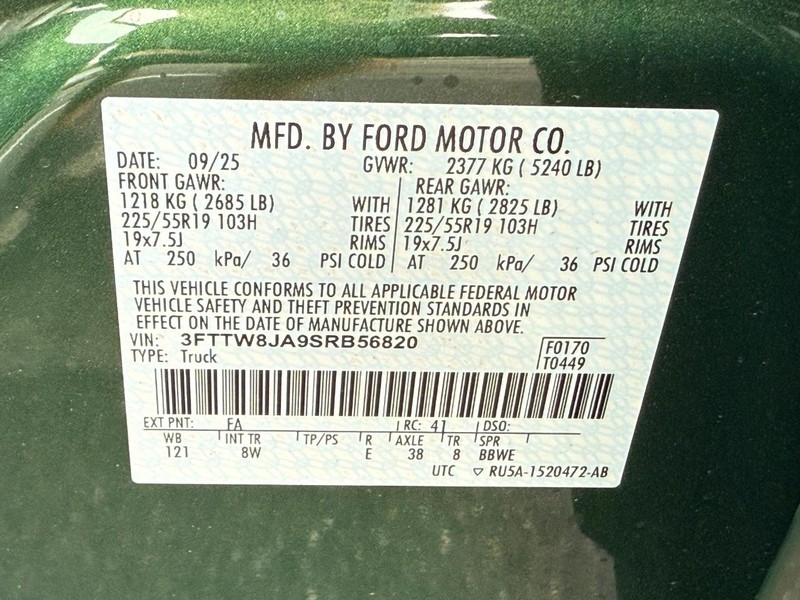 MFD. BY FORD MOTOR CO.
DATE: 09/25 GVWR: 2377 KG ( 5240 LB)
FRONT GAWR: REAR GAWR:
1218 KG ( 2685 LB) WITH 1281 KG ( 2825 LB) WITH
225/55R19 103H TIRES 225/55R19 103H TIRES
19x7.5J RIMS 19x7.5J RIMS
AT 250 kPa/ 36 PSI COLD AT 250 kPa/ 36 PSI COLD
THIS VEHICLE CONFORMS TO ALL APPLICABLE FEDERAL MOTOR
VEHICLE SAFETY AND THEFT PREVENTION STANDARDS IN
EFFECT ON THE DATE OF MANUFACTURE SHOWN ABOVE.
VIN: 3FTTW8JA9SRB56820 F0170
TYPE: Truck T0449
EXT PNT: FA RC: 41 DSO:
WB INT TR TP/PS R AXLE TR SPR
121 8W E 38 8 BBWE
UTC ▽ RU5A-1520472-AB